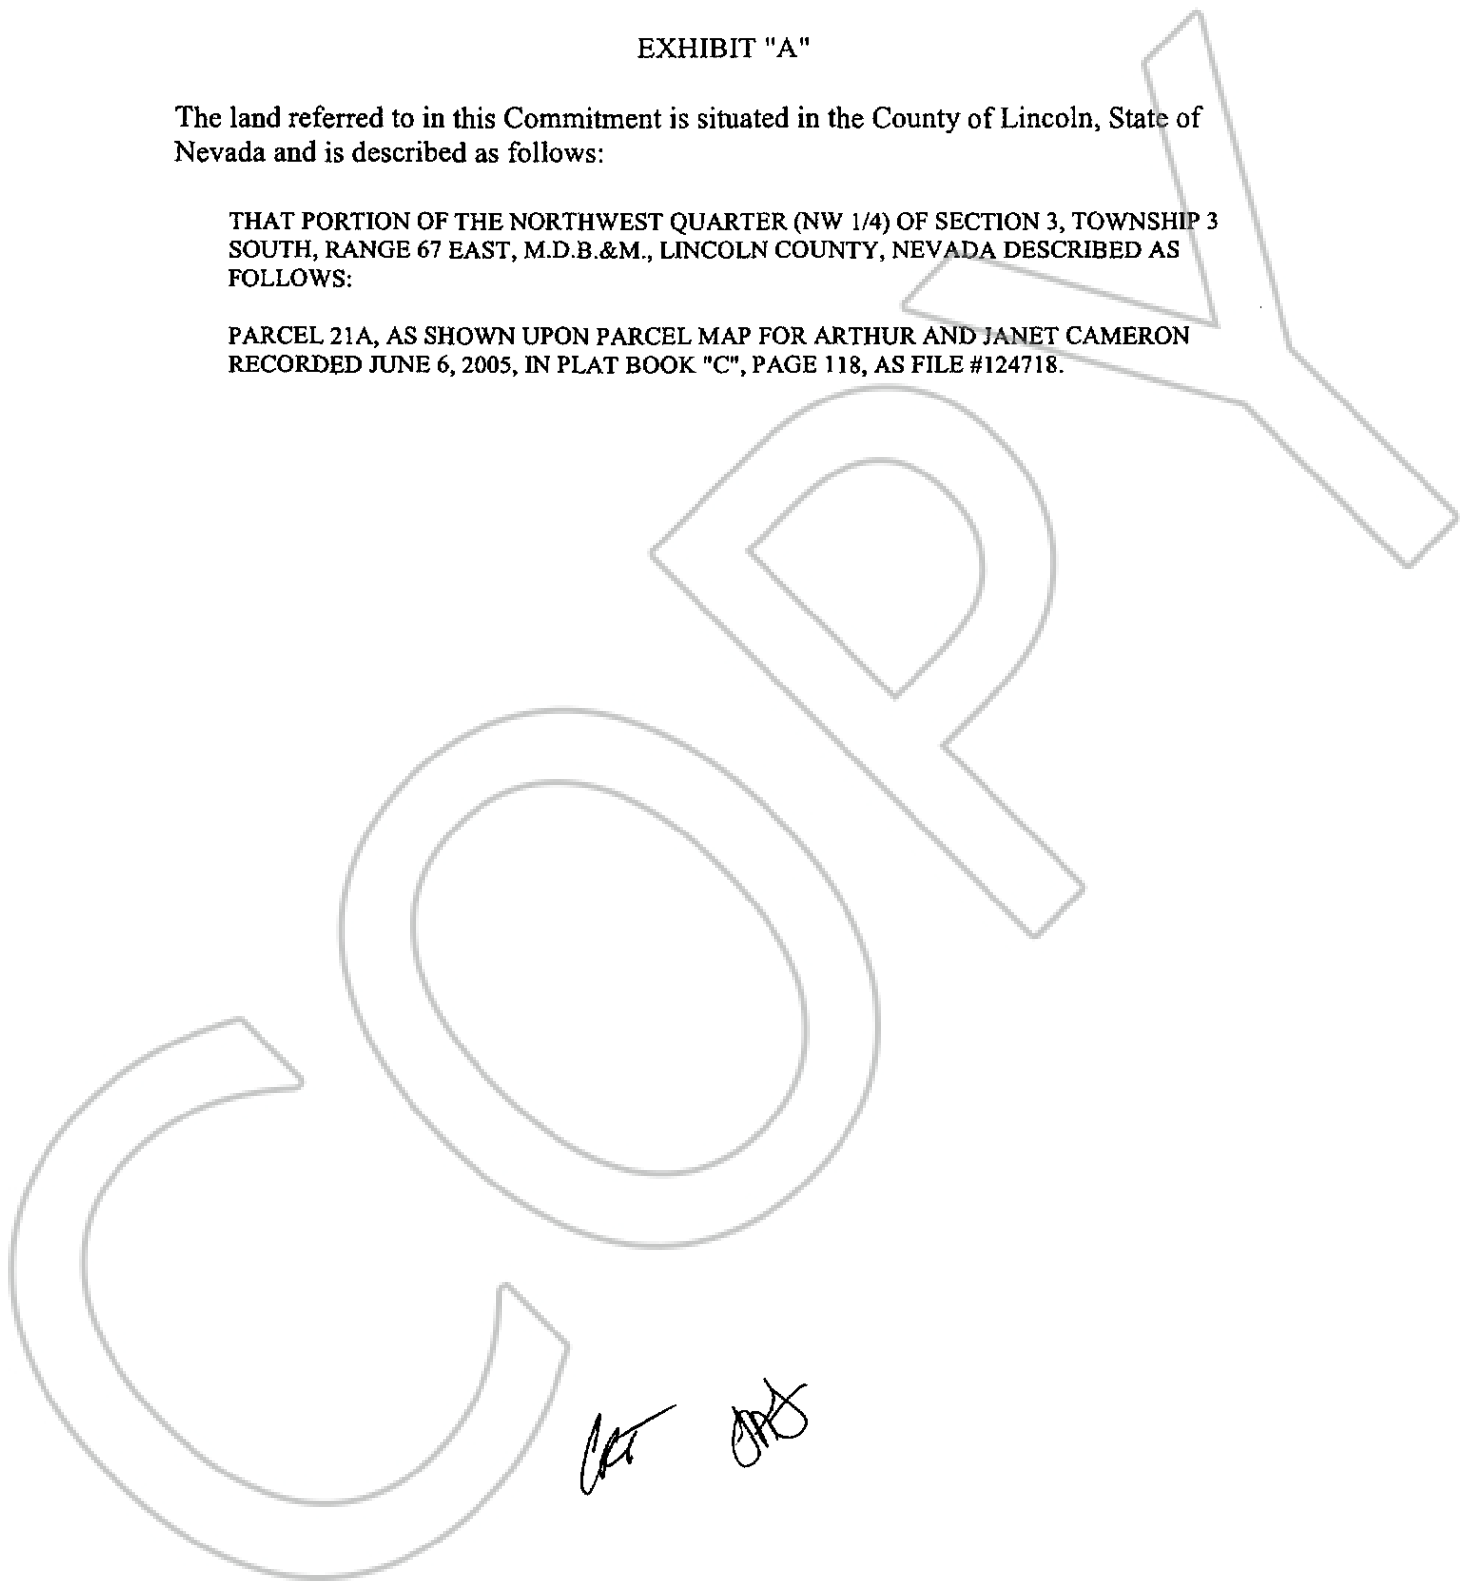 EXHIBIT "A"
The land referred to in this Commitment is situated in the County of Lincoln, State of
Nevada and is described as follows:
THAT PORTION OF THE NORTHWEST QUARTER (NW 1/4) OF SECTION 3, TOWNSHIP 3
SOUTH, RANGE 67 EAST, M.D.B.&M., LINCOLN COUNTY, NEVADA DESCRIBED AS
FOLLOWS:
PARCEL 21A, AS SHOWN UPON PARCEL MAP FOR ARTHUR AND JANET CAMERON
RECORDED JUNE 6, 2005, IN PLAT BOOK "C", PAGE 118, AS FILE #124718.
COPY